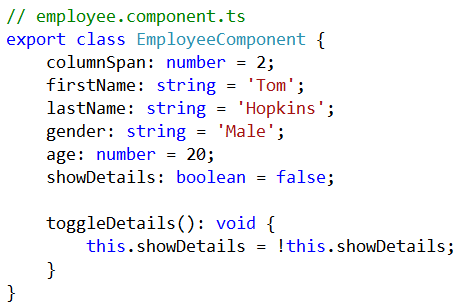 // employee.component.ts
export class EmployeeComponent {
    columnSpan: number = 2;
    firstName: string = 'Tom';
    lastName: string = 'Hopkins';
    gender: string = 'Male';
    age: number = 20;
    showDetails: boolean = false;

    toggleDetails(): void {
        this.showDetails = !this.showDetails;
    }
}